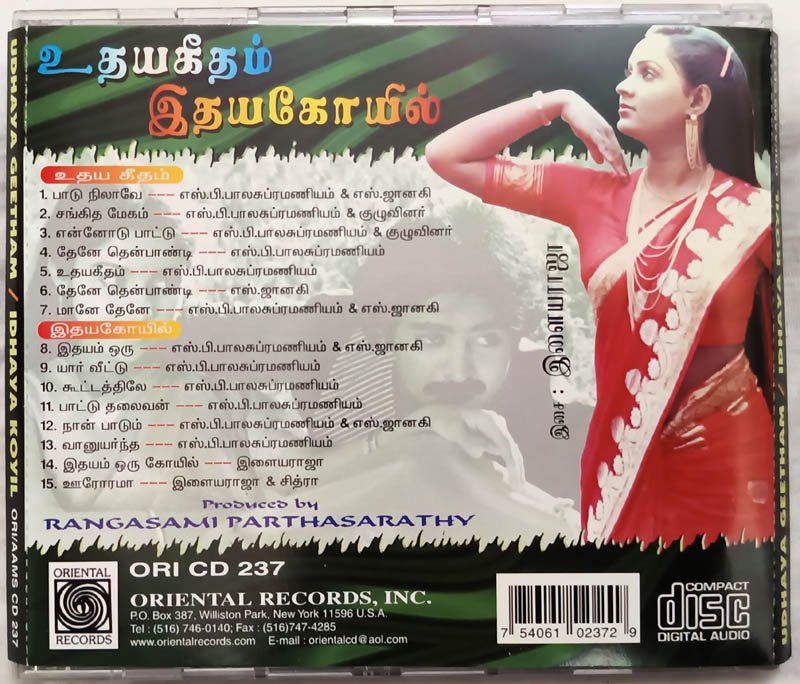 உதயகீதம்
இதயகோயில்
உதய கீதம்
1. பாடு நிலாவே --- எஸ்.பி.பாலசுப்ரமணியம் & எஸ்.ஜானகி
2. சங்கித மேகம் --- எஸ்.பி.பாலசுப்ரமணியம் & குழுவினர்
3. என்னோடு பாட்டு --- எஸ்.பி.பாலசுப்ரமணியம் & குழுவினர்
4. தேனே தென்பாண்டி --- எஸ்.பி.பாலசுப்ரமணியம்
5. உதயகீதம் --- எஸ்.பி.பாலசுப்ரமணியம்
6. தேனே தென்பாண்டி --- எஸ்.ஜானகி
7. மானே தேனே --- எஸ்.பி.பாலசுப்ரமணியம் & எஸ்.ஜானகி
இதயகோயில்
8. இதயம் ஒரு --- எஸ்.பி.பாலசுப்ரமணியம் & எஸ்.ஜானகி
9. யார் வீட்டு --- எஸ்.பி.பாலசுப்ரமணியம்
10. கூட்டத்திலே --- எஸ்.பி.பாலசுப்ரமணியம்
11. பாட்டு தலைவன் --- எஸ்.பி.பாலசுப்ரமணியம்
12. நான் பாடும் --- எஸ்.பி.பாலசுப்ரமணியம் & எஸ்.ஜானகி
13. வானுயர்ந்த --- எஸ்.பி.பாலசுப்ரமணியம்
14. இதயம் ஒரு கோயில் --- இளையராஜா
15. ஊரோரமா --- இளையராஜா & சித்ரா
இசை : இளையராஜா
Produced by
RANGASAMI PARTHASARATHY
ORIENTAL
RECORDS
ORI CD 237
ORIENTAL RECORDS, INC.
P.O. Box 387, Williston Park, New York 11596 U.S.A.
Tel : (516) 746-0140; Fax : (516)747-4285
www.orientalrecords.com E-mail : orientalcd@aol.com
7 54061 02372 9
COMPACT
disc
DIGITAL AUDIO
UDHAYA GEETHAM / IDHAYA KOYIL ORI/AAMS CD 237
UDHAYA GEETHAM / IDHAYA KOYIL